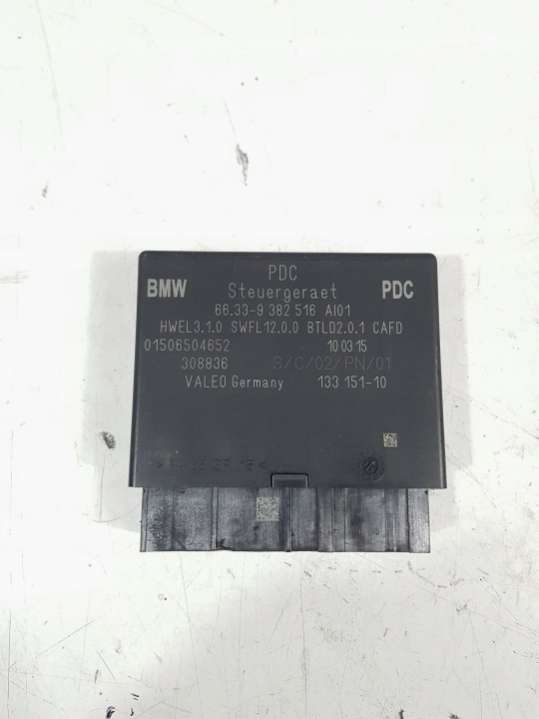 PDC
BMW Steuergeraet PDC
66.33-9 382 516 AI01
HWEL3.1.0 SWFL12.0.0 BTLD2.0.1 CAFD
01506504652 10 03 15
308836 S/C/02/PN/01
VALEO Germany 133 151-10